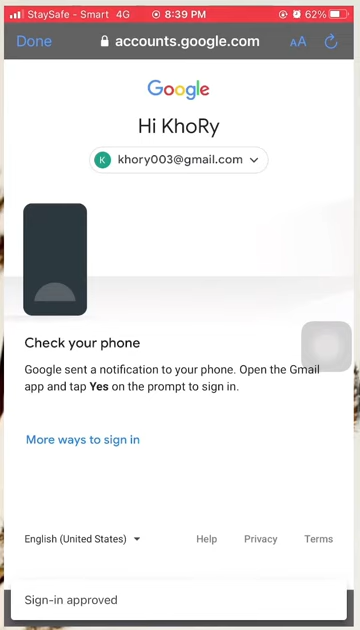 StaySafe - Smart 4G 8:39 PM 62%
Done accounts.google.com AA
Google
Hi KhoRy
K khory003@gmail.com
Check your phone
Google sent a notification to your phone. Open the Gmail
app and tap Yes on the prompt to sign in.
More ways to sign in
English (United States) Help Privacy Terms
Sign-in approved